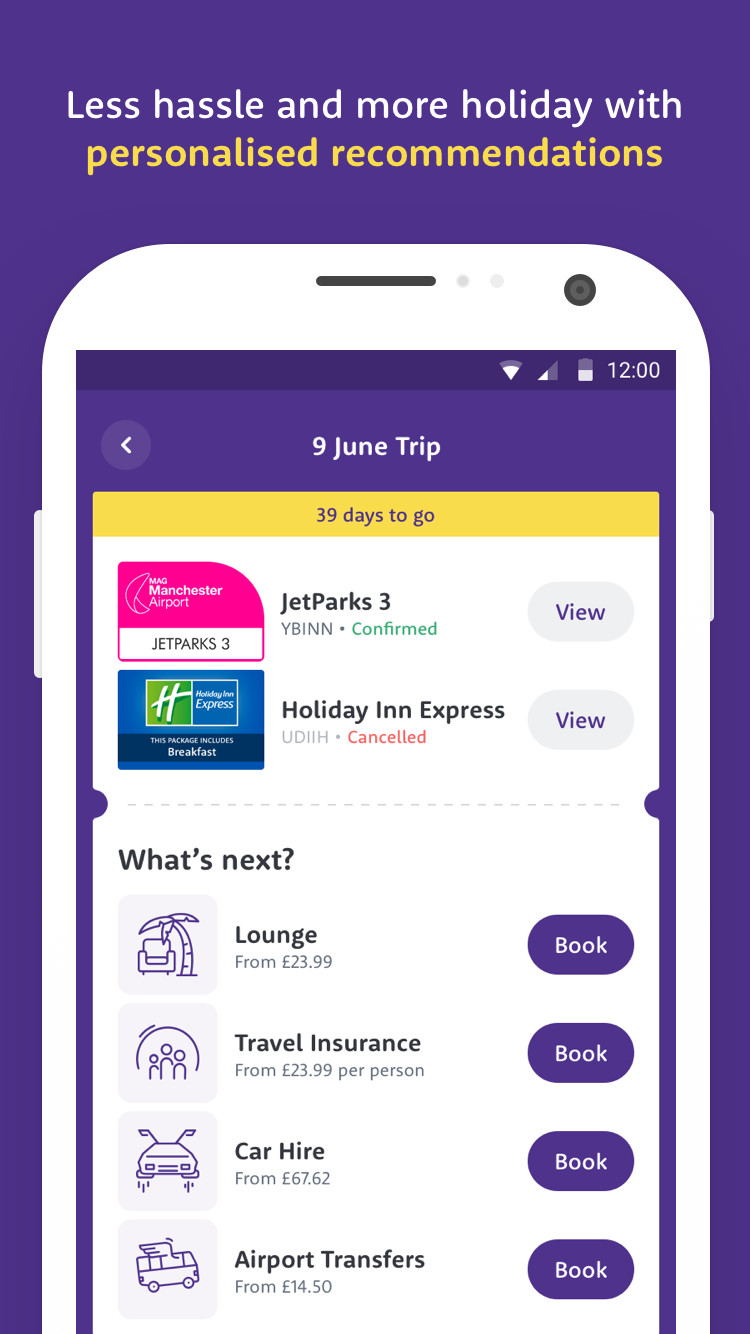 Less hassle and more holiday with
personalised recommendations
12:00
9 June Trip
39 days to go
MAG
Manchester
Airport
JETPARKS 3
JetParks 3
YBINN • Confirmed
View
Holiday Inn
Express
THIS PACKAGE INCLUDES
Breakfast
Holiday Inn Express
UDIIH • Cancelled
View
What's next?
Lounge
From £23.99
Book
Travel Insurance
From £23.99 per person
Book
Car Hire
From £67.62
Book
Airport Transfers
From £14.50
Book